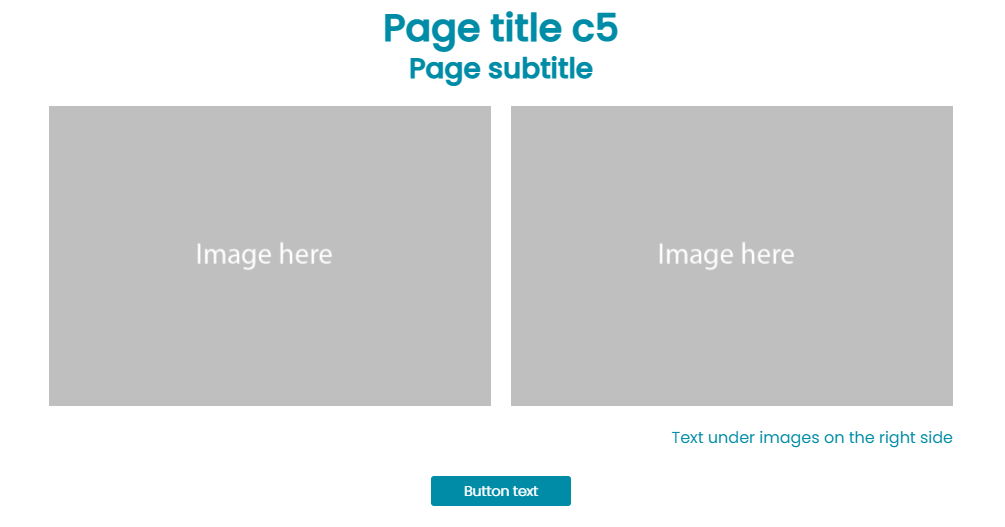 Page title c5
Page subtitle
Image here
Image here
Text under images on the right side
Button text